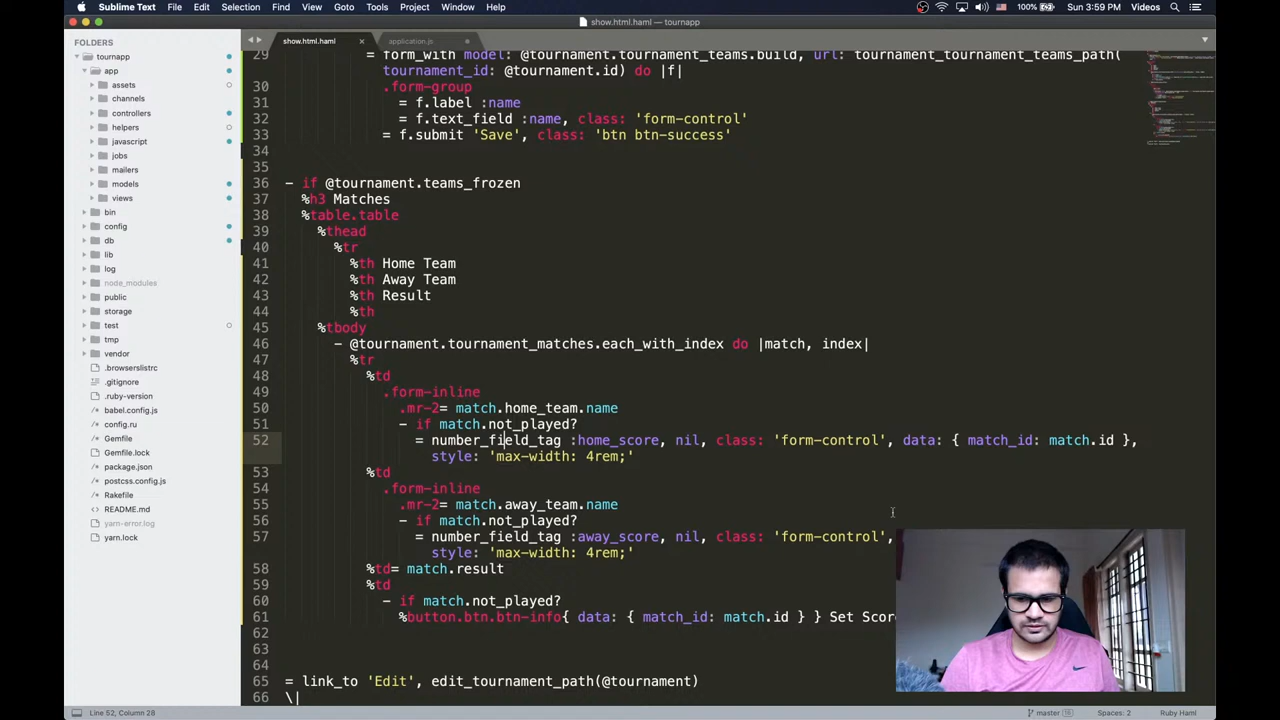 Sublime Text File Edit Selection Find View Goto Tools Project Window Help 100% Sun 3:59 PM Videos
show.html.haml — tournapp
FOLDERS
tournapp
app
assets
channels
controllers
helpers
javascript
jobs
mailers
models
views
bin
config
db
lib
log
node_modules
public
storage
test
tmp
vendor
.browserslistrc
.gitignore
.ruby-version
babel.config.js
config.ru
Gemfile
Gemfile.lock
package.json
postcss.config.js
Rakefile
README.md
yarn-error.log
yarn.lock
show.html.haml application.js
29 = form_with model: @tournament.tournament_teams.build, url: tournament_tournament_teams_path(
tournament_id: @tournament.id) do |f|
30 .form-group
31 = f.label :name
32 = f.text_field :name, class: 'form-control'
33 = f.submit 'Save', class: 'btn btn-success'
34
35
36 - if @tournament.teams_frozen
37 %h3 Matches
38 %table.table
39 %thead
40 %tr
41 %th Home Team
42 %th Away Team
43 %th Result
44 %th
45 %tbody
46 - @tournament.tournament_matches.each_with_index do |match, index|
47 %tr
48 %td
49 .form-inline
50 .mr-2= match.home_team.name
51 - if match.not_played?
52 = number_field_tag :home_score, nil, class: 'form-control', data: { match_id: match.id },
style: 'max-width: 4rem;'
53 %td
54 .form-inline
55 .mr-2= match.away_team.name
56 - if match.not_played?
57 = number_field_tag :away_score, nil, class: 'form-control',
style: 'max-width: 4rem;'
58 %td= match.result
59 %td
60 - if match.not_played?
61 %button.btn.btn-info{ data: { match_id: match.id } } Set Scor
62
63
64
65 = link_to 'Edit', edit_tournament_path(@tournament)
66 \|
Line 52, Column 28 master Spaces: 2 Ruby Haml